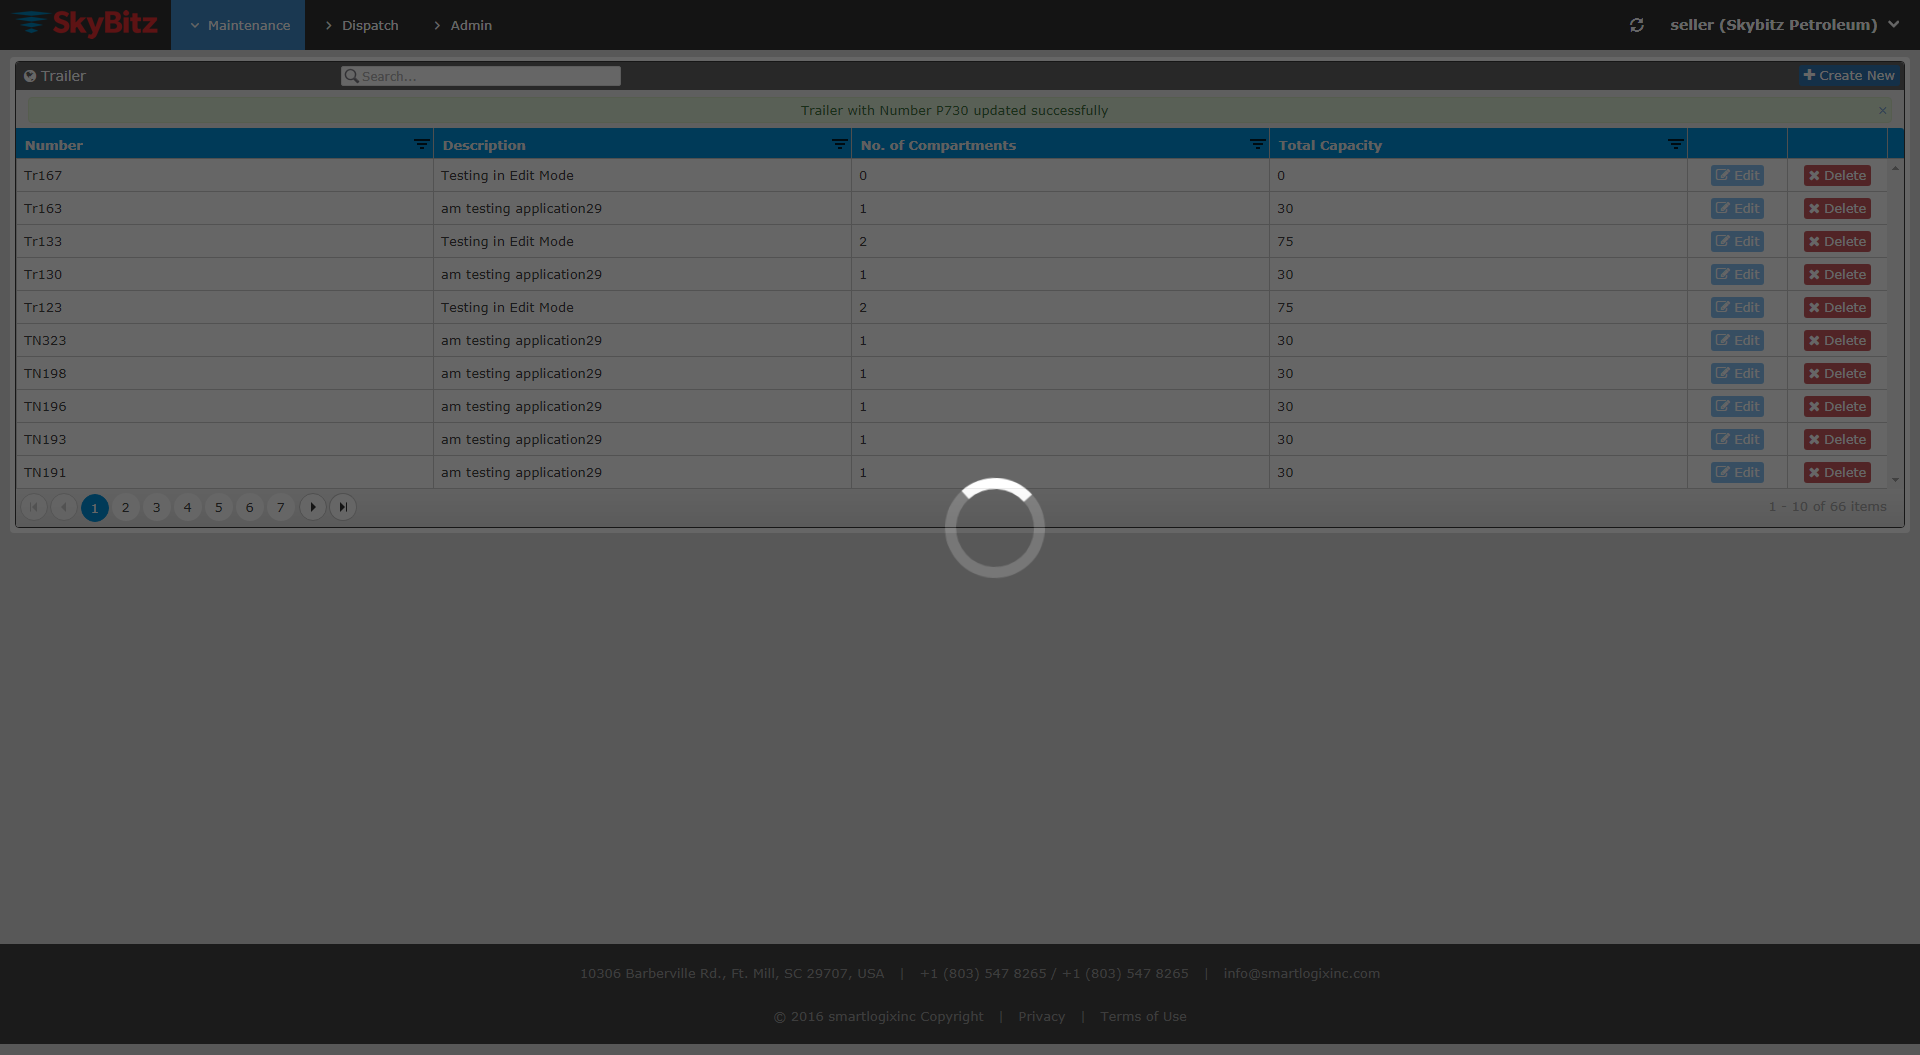 SkyBitz Maintenance Dispatch Admin seller (Skybitz Petroleum)
Trailer Search... Create New
Trailer with Number P730 updated successfully ×
Number Description No. of Compartments Total Capacity
Tr167 Testing in Edit Mode 0 0 Edit Delete
Tr163 am testing application29 1 30 Edit Delete
Tr133 Testing in Edit Mode 2 75 Edit Delete
Tr130 am testing application29 1 30 Edit Delete
Tr123 Testing in Edit Mode 2 75 Edit Delete
TN323 am testing application29 1 30 Edit Delete
TN198 am testing application29 1 30 Edit Delete
TN196 am testing application29 1 30 Edit Delete
TN193 am testing application29 1 30 Edit Delete
TN191 am testing application29 1 30 Edit Delete
1 2 3 4 5 6 7 1 - 10 of 66 items
10306 Barberville Rd., Ft. Mill, SC 29707, USA | +1 (803) 547 8265 / +1 (803) 547 8265 | info@smartlogixinc.com
© 2016 smartlogixinc Copyright | Privacy | Terms of Use